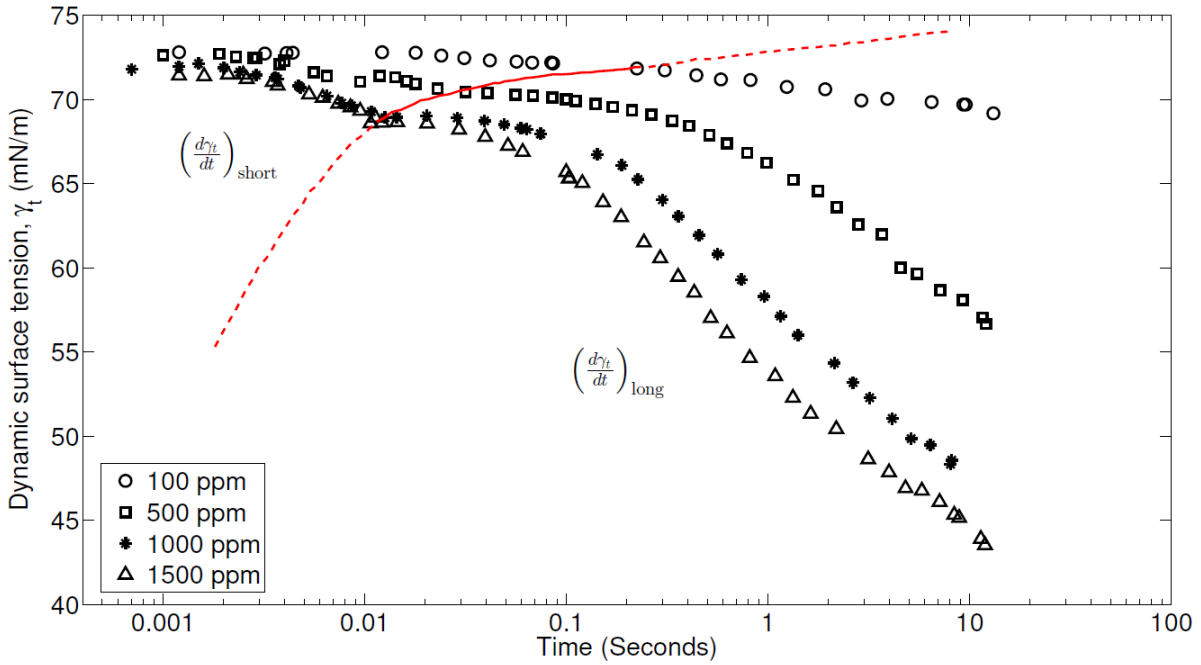 75
70
65
60
55
50
45
40
Dynamic surface tension, γt (mN/m)
(dγt/dt)short
(dγt/dt)long
100 ppm
500 ppm
1000 ppm
1500 ppm
0.001 0.01 0.1 1 10 100
Time (Seconds)